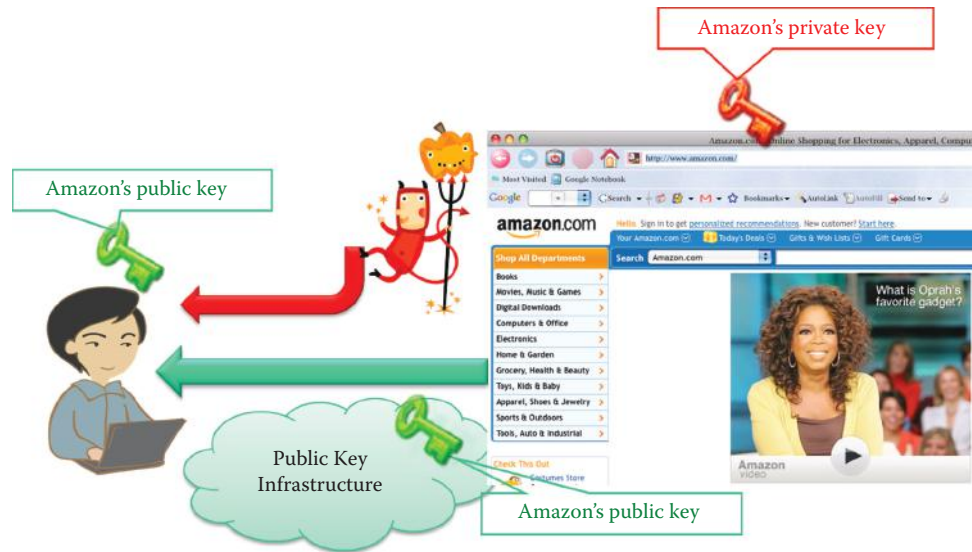 Amazon's private key
Amazon's public key
Amazon.com Online Shopping for Electronics, Apparel, Compu
http://www.amazon.com/
Most Visited Google Notebook
Google Search Bookmarks AutoLink AutoFill Send to
amazon.com
Hello. Sign in to get personalized recommendations. New customer? Start here.
Your Amazon.com Today's Deals Gifts & Wish Lists Gift Cards
Shop All Departments
Search Amazon.com
Books
Movies, Music & Games
Digital Downloads
Computers & Office
Electronics
Home & Garden
Grocery, Health & Beauty
Toys, Kids & Baby
Apparel, Shoes & Jewelry
Sports & Outdoors
Tools, Auto & Industrial
What is Oprah's
favorite gadget?
Amazon
video
Check This Out
Costumes Store
Public Key
Infrastructure
Amazon's public key